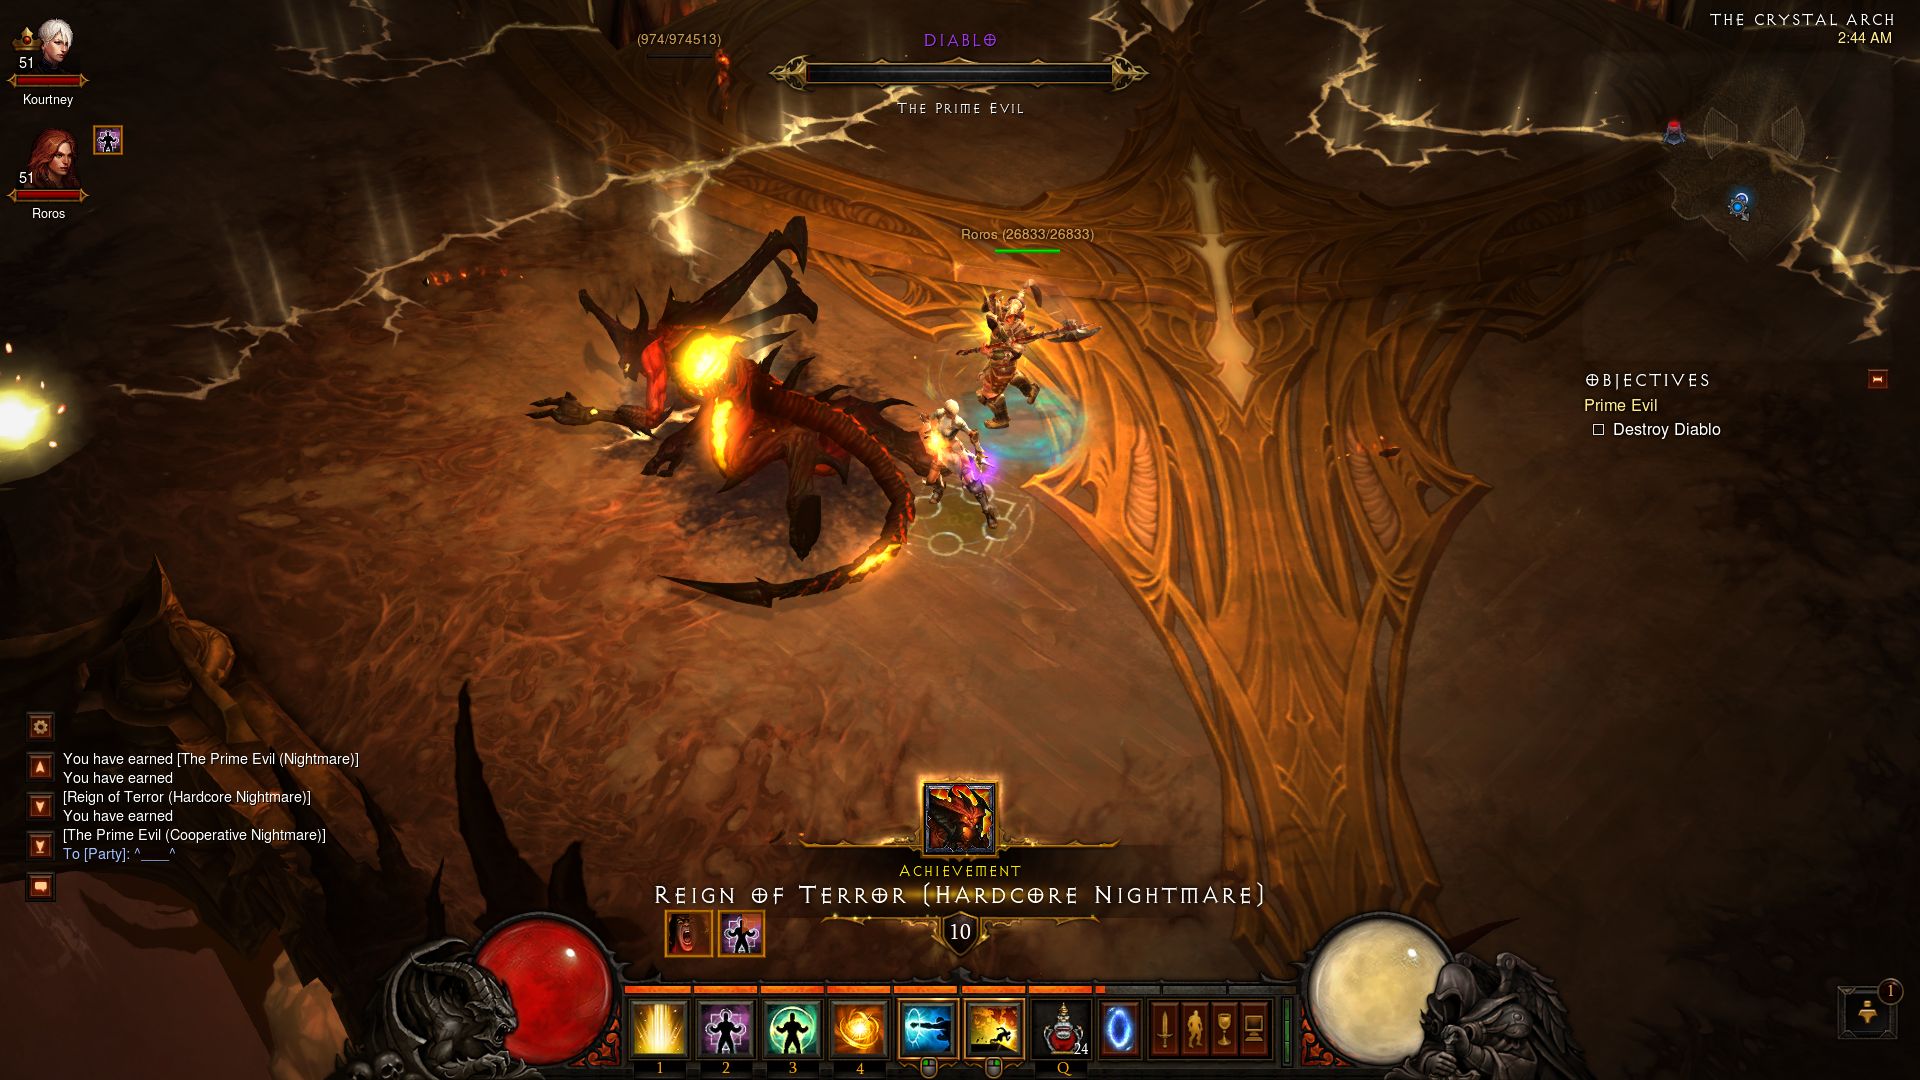 THE CRYSTAL ARCH
2:44 AM
(974/974513)
DIABLO
THE PRIME EVIL
51
Kourtney
51
Roros
Roros (26833/26833)
OBJECTIVES
Prime Evil
Destroy Diablo
You have earned [The Prime Evil (Nightmare)]
You have earned
[Reign of Terror (Hardcore Nightmare)]
You have earned
[The Prime Evil (Cooperative Nightmare)]
To [Party]: ^____^
ACHIEVEMENT
REIGN OF TERROR (HARDCORE NIGHTMARE)
10
1
24
1 2 3 4 Q